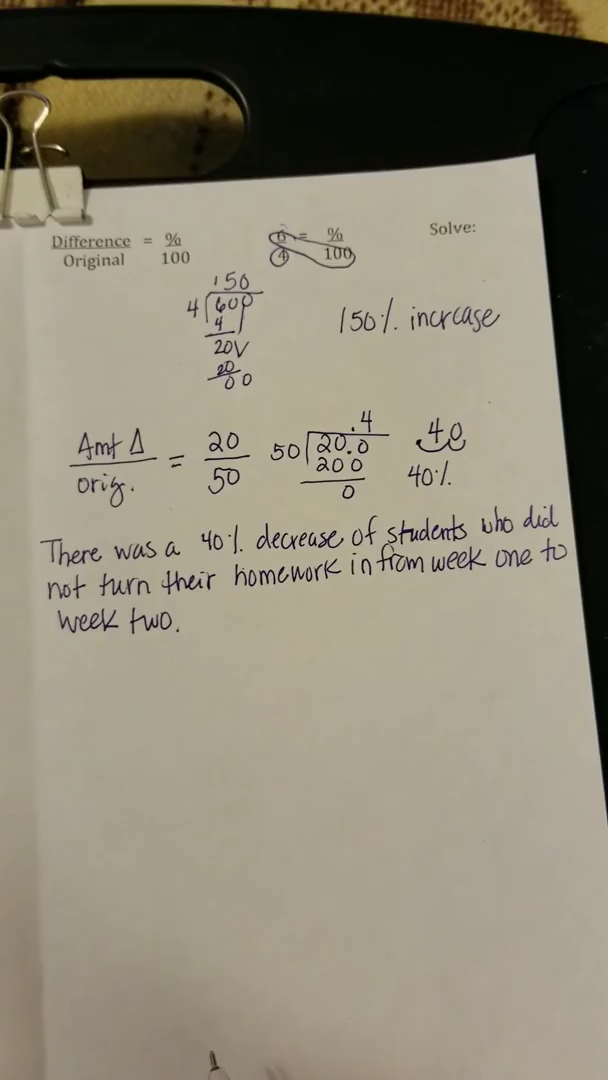 Difference = %
Original 100
6 = %
4 100
Solve:
150
4 600
4
20
20
00
150% increase
Amt Δ = 20
orig. 50
.4
50 20.0
200
0
40
40%
There was a 40% decrease of students who did
not turn their homework in from week one to
week two.